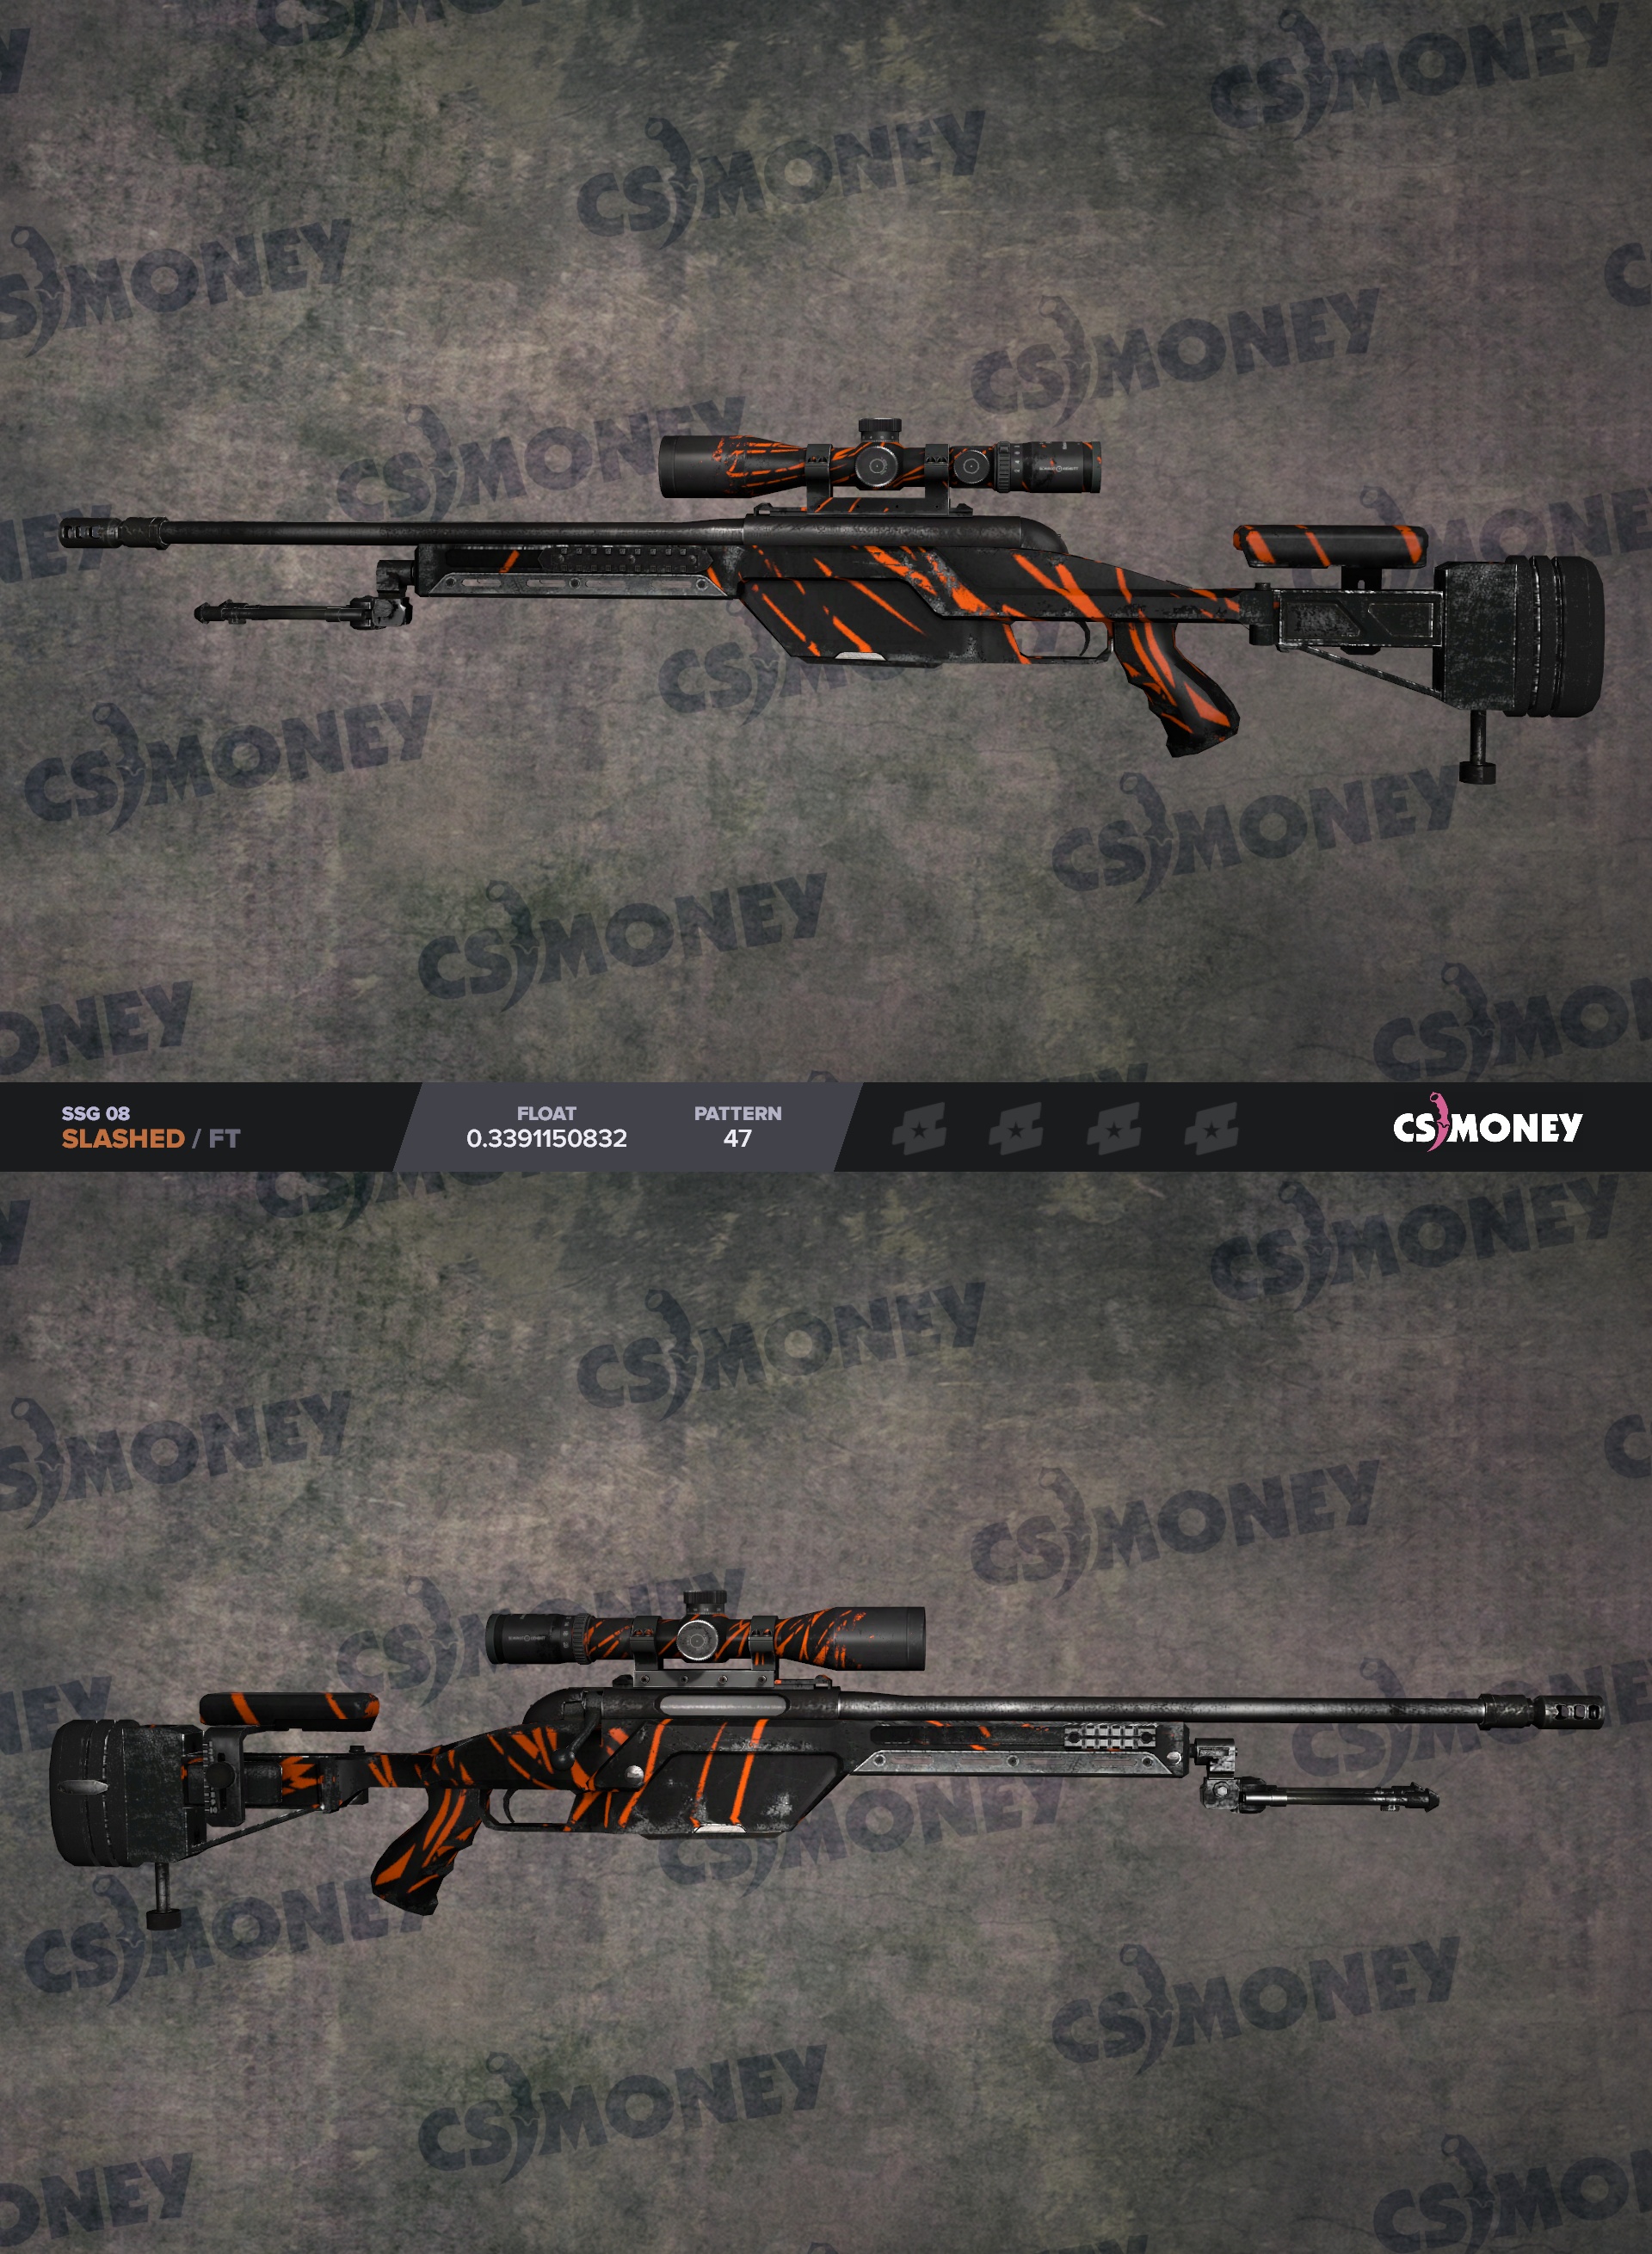 SSG 08
SLASHED / FT
FLOAT
0.3391150832
PATTERN
47
CS MONEY